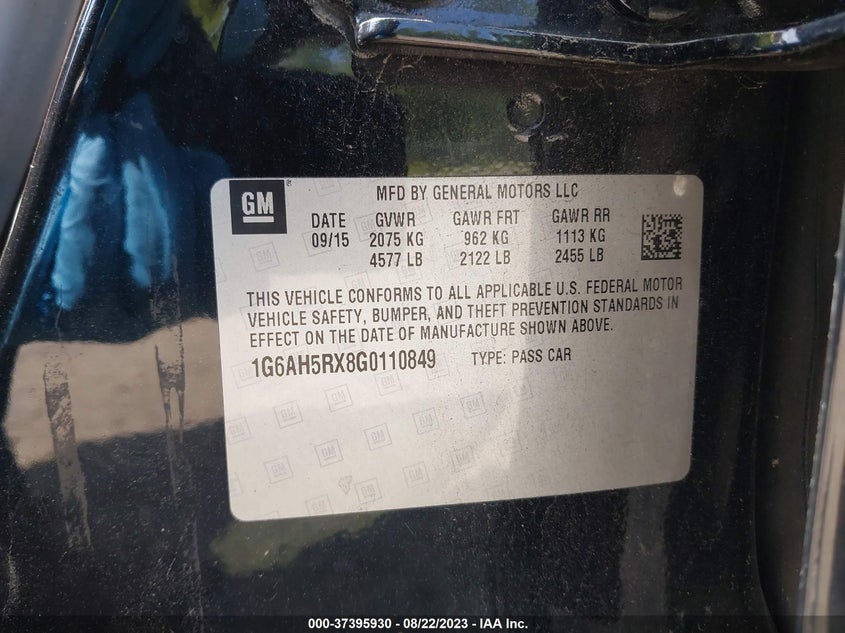 GM
MFD BY GENERAL MOTORS LLC
DATE GVWR GAWR FRT GAWR RR
09/15 2075 KG 962 KG 1113 KG
4577 LB 2122 LB 2455 LB
THIS VEHICLE CONFORMS TO ALL APPLICABLE U.S. FEDERAL MOTOR
VEHICLE SAFETY, BUMPER, AND THEFT PREVENTION STANDARDS IN
EFFECT ON THE DATE OF MANUFACTURE SHOWN ABOVE.
1G6AH5RX8G0110849 TYPE: PASS CAR
000-37395930 - 08/22/2023 - IAA Inc.